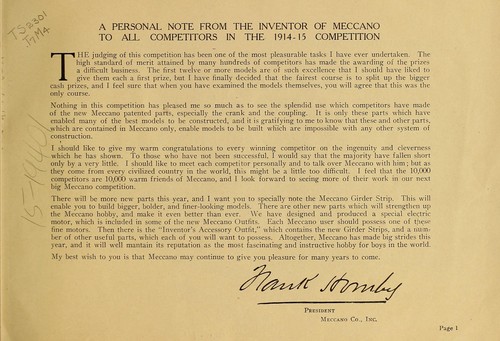 TS2301
T7M4
A PERSONAL NOTE FROM THE INVENTOR OF MECCANO
TO ALL COMPETITORS IN THE 1914-15 COMPETITION
THE judging of this competition has been one of the most pleasurable tasks I have ever undertaken. The
high standard of merit attained by many hundreds of competitors has made the awarding of the prizes
a difficult business. The first twelve or more models are of such excellence that I should have liked to
give them each a first prize, but I have finally decided that the fairest course is to split up the bigger
cash prizes, and I feel sure that when you have examined the models themselves, you will agree that this was the
only course.
Nothing in this competition has pleased me so much as to see the splendid use which competitors have made
of the new Meccano patented parts, especially the crank and the coupling. It is only these parts which have
enabled many of the best models to be constructed, and it is gratifying to me to know that these and other parts,
which are contained in Meccano only, enable models to be built which are impossible with any other system of
construction.
I should like to give my warm congratulations to every winning competitor on the ingenuity and cleverness
which he has shown. To those who have not been successful, I would say that the majority have fallen short
only by a very little. I should like to meet each competitor personally and to talk over Meccano with him; but as
they come from every civilized country in the world, this might be a little too difficult. I feel that the 10,000
competitors are 10,000 warm friends of Meccano, and I look forward to seeing more of their work in our next
big Meccano competition.
There will be more new parts this year, and I want you to specially note the Meccano Girder Strip. This will
enable you to build bigger, bolder, and finer-looking models. There are other new parts which will strengthen up
the Meccano hobby, and make it even better than ever. We have designed and produced a special electric
motor, which is included in some of the new Meccano Outfits. Each Meccano user should possess one of these
fine motors. Then there is the "Inventor's Accessory Outfit," which contains the new Girder Strips, and a num-
ber of other useful parts, which each of you will want to possess. Altogether, Meccano has made big strides this
year, and it will well maintain its reputation as the most fascinating and instructive hobby for boys in the world.
My best wish to you is that Meccano may continue to give you pleasure for many years to come.
Frank Hornby
PRESIDENT
MECCANO CO., INC.
Page 1